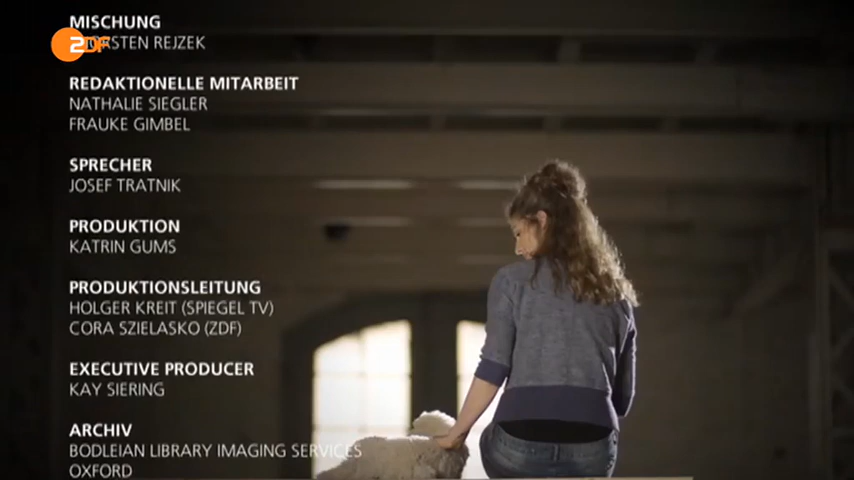 MISCHUNG
THORSTEN REJZEK
ZDF
REDAKTIONELLE MITARBEIT
NATHALIE SIEGLER
FRAUKE GIMBEL
SPRECHER
JOSEF TRATNIK
PRODUKTION
KATRIN GUMS
PRODUKTIONSLEITUNG
HOLGER KREIT (SPIEGEL TV)
CORA SZIELASKO (ZDF)
EXECUTIVE PRODUCER
KAY SIERING
ARCHIV
BODLEIAN LIBRARY IMAGING SERVICES
OXFORD